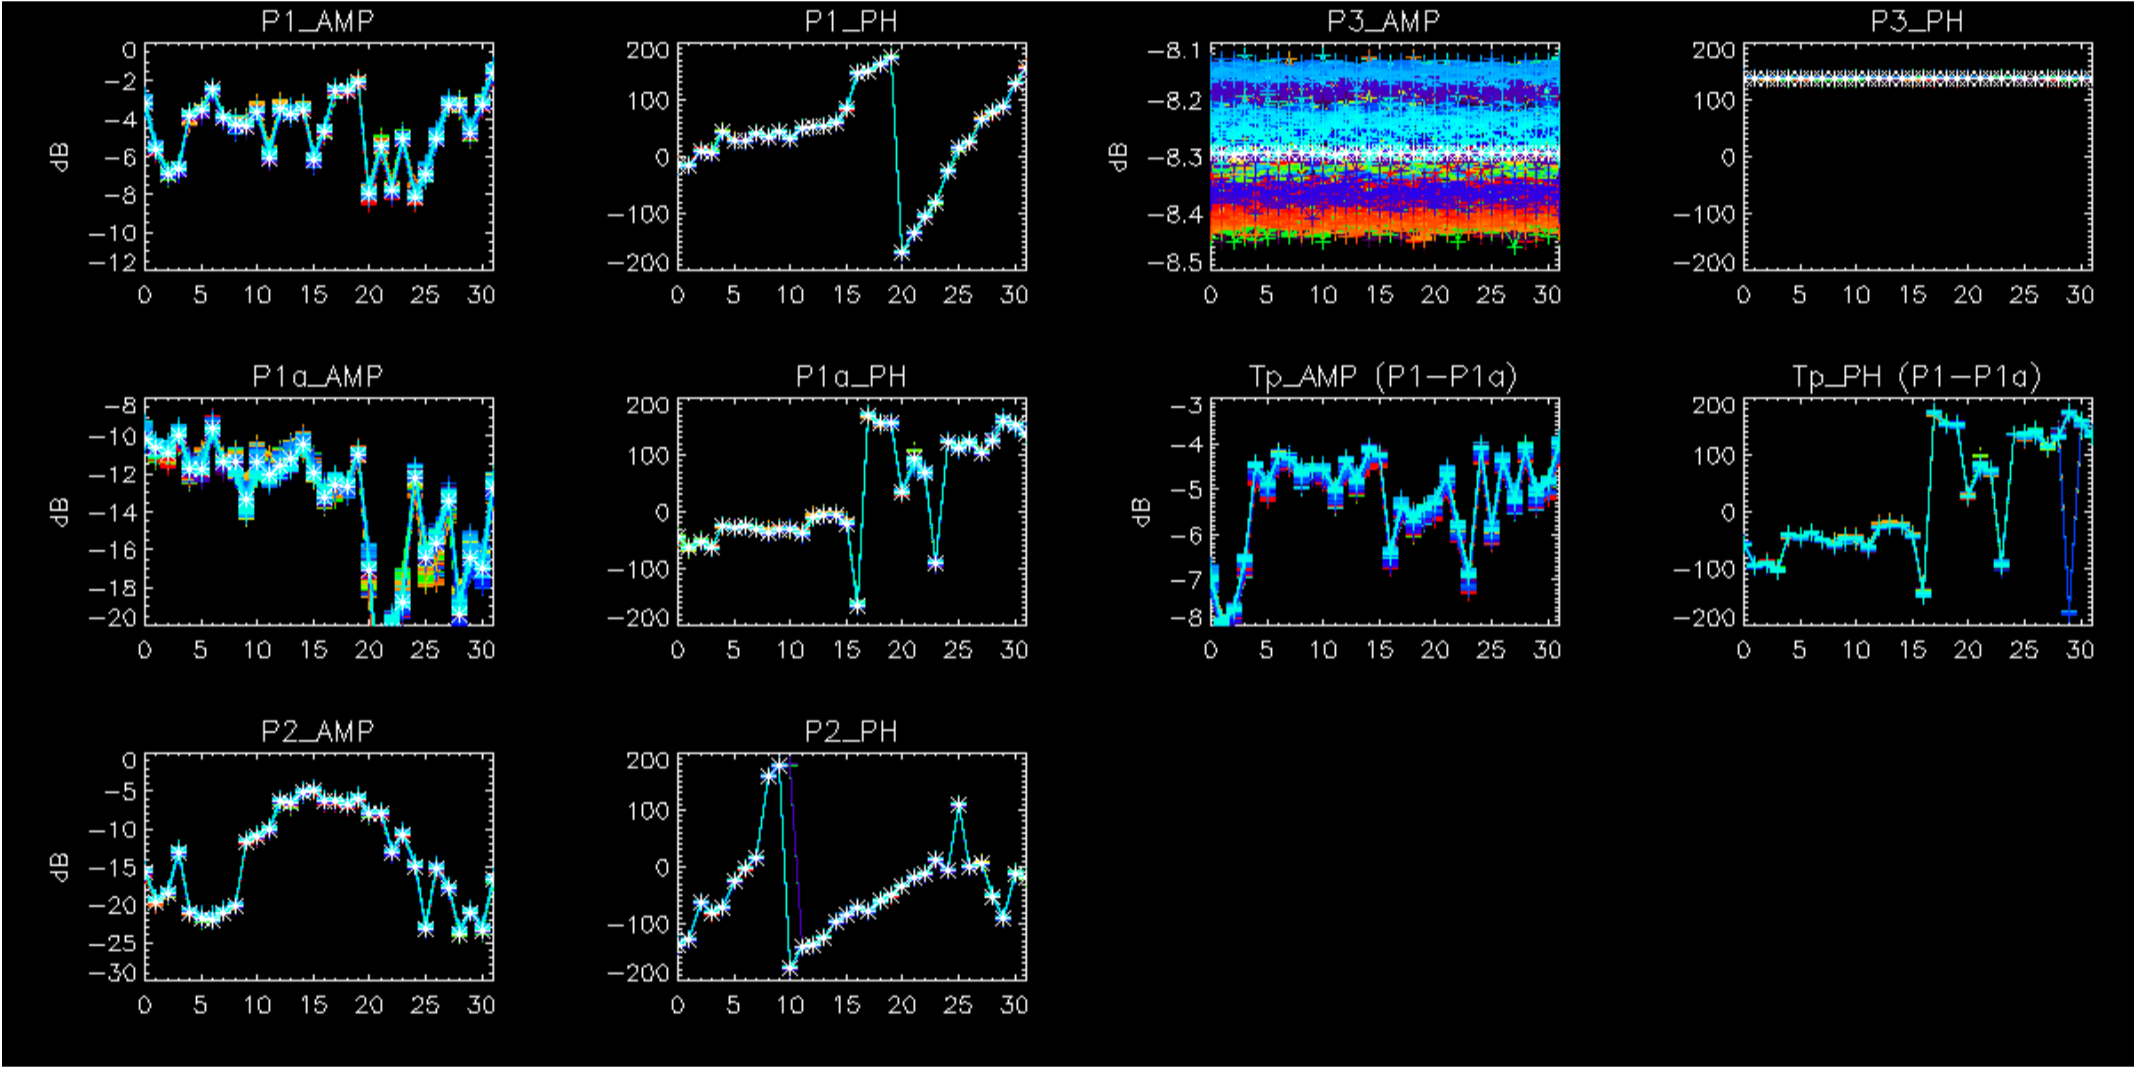 P1_AMP
0
−2
−4
−6
−8
−10
−12
dB
0 5 10 15 20 25 30
P1_PH
200
100
0
−100
−200
0 5 10 15 20 25 30
P3_AMP
−8.1
−8.2
−8.3
−8.4
−8.5
dB
0 5 10 15 20 25 30
P3_PH
200
100
0
−100
−200
0 5 10 15 20 25 30
P1a_AMP
−8
−10
−12
−14
−16
−18
−20
dB
0 5 10 15 20 25 30
P1a_PH
200
100
0
−100
−200
0 5 10 15 20 25 30
Tp_AMP (P1−P1a)
−3
−4
−5
−6
−7
−8
dB
0 5 10 15 20 25 30
Tp_PH (P1−P1a)
200
100
0
−100
−200
0 5 10 15 20 25 30
P2_AMP
0
−5
−10
−15
−20
−25
−30
dB
0 5 10 15 20 25 30
P2_PH
200
100
0
−100
−200
0 5 10 15 20 25 30